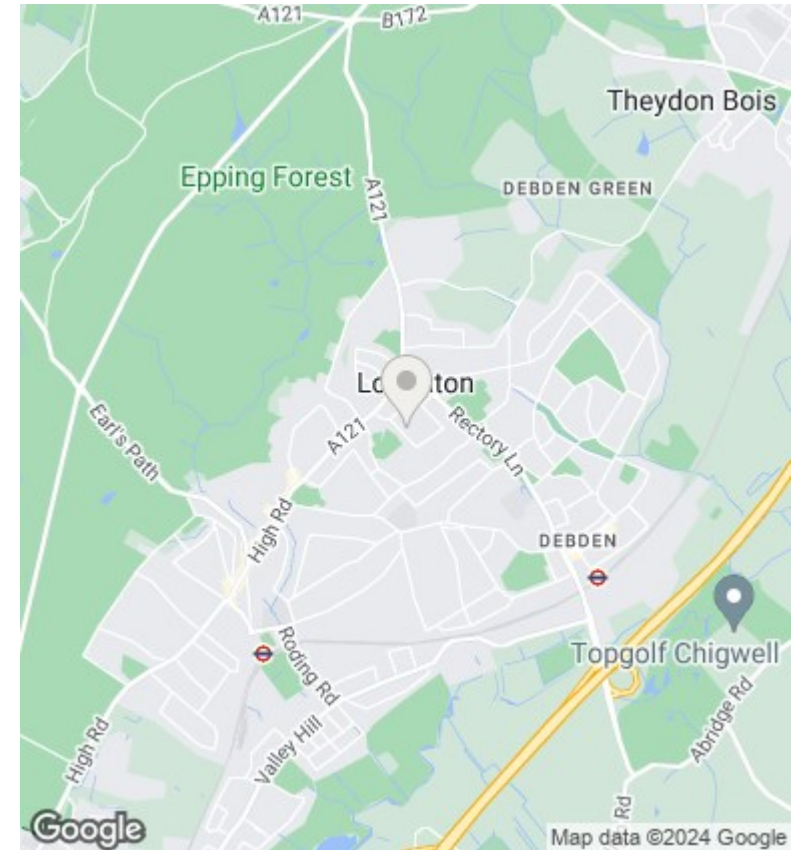 A121
B172
Theydon Bois
Epping Forest
A121
DEBDEN GREEN
Earl's Path
A121
Rectory Ln
High Rd
DEBDEN
Roding Rd
Topgolf Chigwell
Valley Hill
Abridge Rd
High Rd
Rd
Google
Map data ©2024 Google